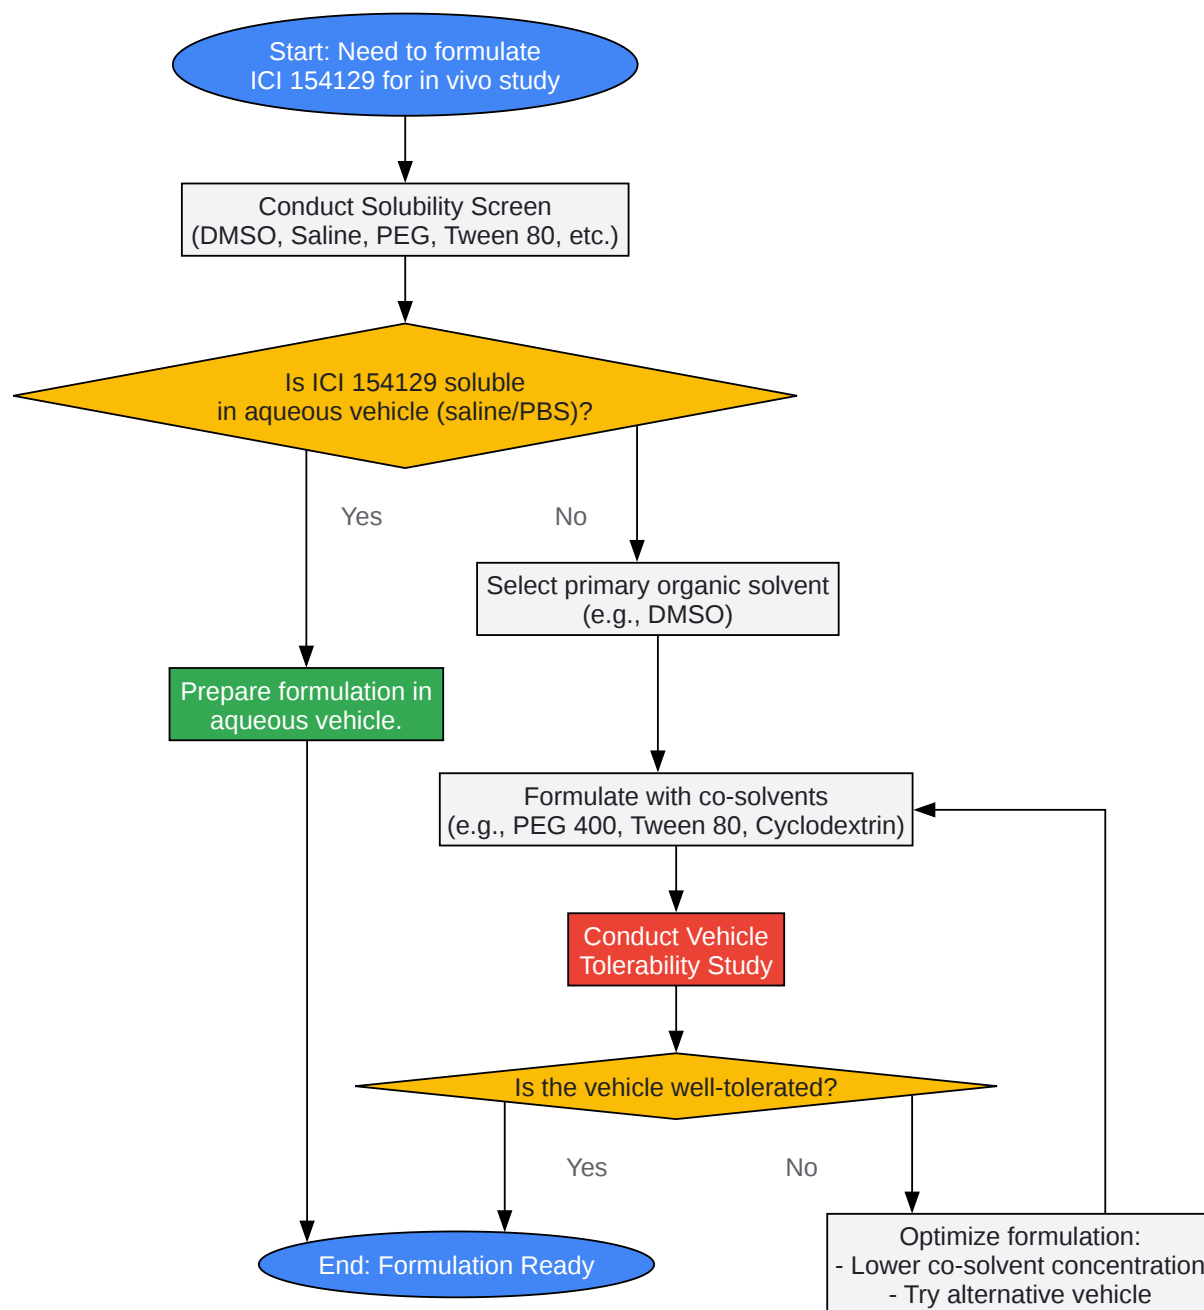 Start: Need to formulate
ICI 154129 for in vivo study
Conduct Solubility Screen
(DMSO, Saline, PEG, Tween 80, etc.)
Is ICI 154129 soluble
in aqueous vehicle (saline/PBS)?
Yes
No
Select primary organic solvent
(e.g., DMSO)
Prepare formulation in
aqueous vehicle.
Formulate with co-solvents
(e.g., PEG 400, Tween 80, Cyclodextrin)
Conduct Vehicle
Tolerability Study
Is the vehicle well-tolerated?
Yes
No
End: Formulation Ready
Optimize formulation:
- Lower co-solvent concentration
- Try alternative vehicle